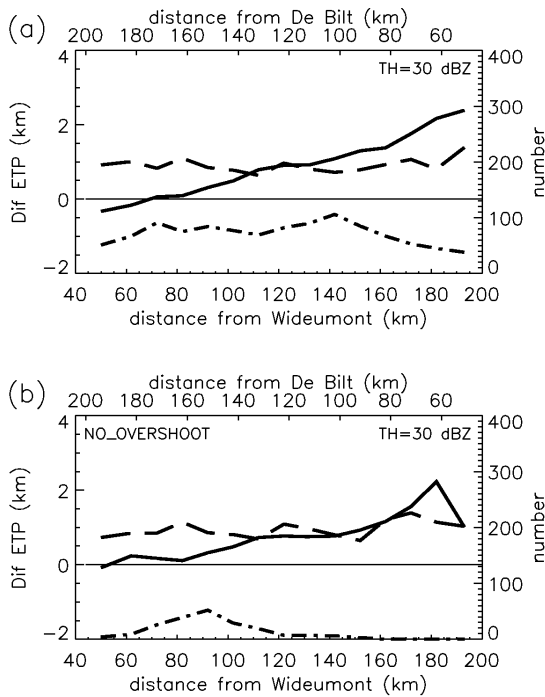 (a)
distance from De Bilt (km)
200 180 160 140 120 100 80 60
TH=30 dBZ
4
2
0
−2
Dif ETP (km)
400
300
200
100
0
number
40 60 80 100 120 140 160 180 200
distance from Wideumont (km)
(b)
distance from De Bilt (km)
200 180 160 140 120 100 80 60
NO_OVERSHOOT TH=30 dBZ
4
2
0
−2
Dif ETP (km)
400
300
200
100
0
number
40 60 80 100 120 140 160 180 200
distance from Wideumont (km)